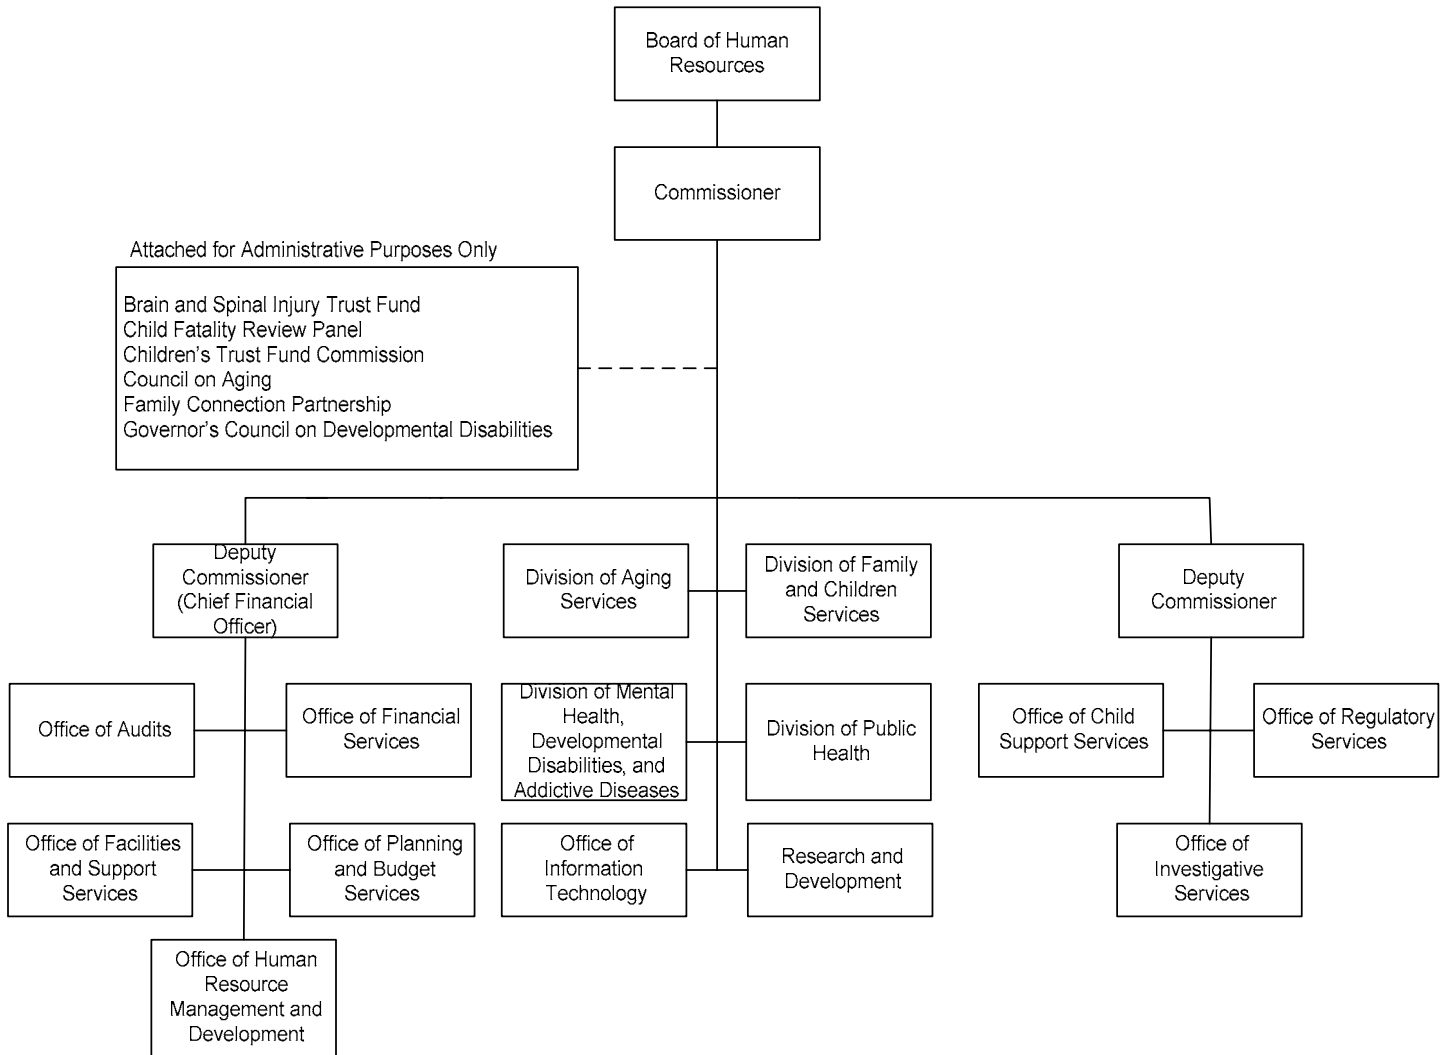 Board of Human
Resources
Commissioner
Attached for Administrative Purposes Only
Brain and Spinal Injury Trust Fund
Child Fatality Review Panel
Children's Trust Fund Commission
Council on Aging
Family Connection Partnership
Governor's Council on Developmental Disabilities
Deputy
Commissioner
(Chief Financial
Officer)
Division of Aging
Services
Division of Family
and Children
Services
Deputy
Commissioner
Office of Audits
Office of Financial
Services
Division of Mental
Health,
Developmental
Disabilities, and
Addictive Diseases
Division of Public
Health
Office of Child
Support Services
Office of Regulatory
Services
Office of Facilities
and Support
Services
Office of Planning
and Budget
Services
Office of
Information
Technology
Research and
Development
Office of
Investigative
Services
Office of Human
Resource
Management and
Development